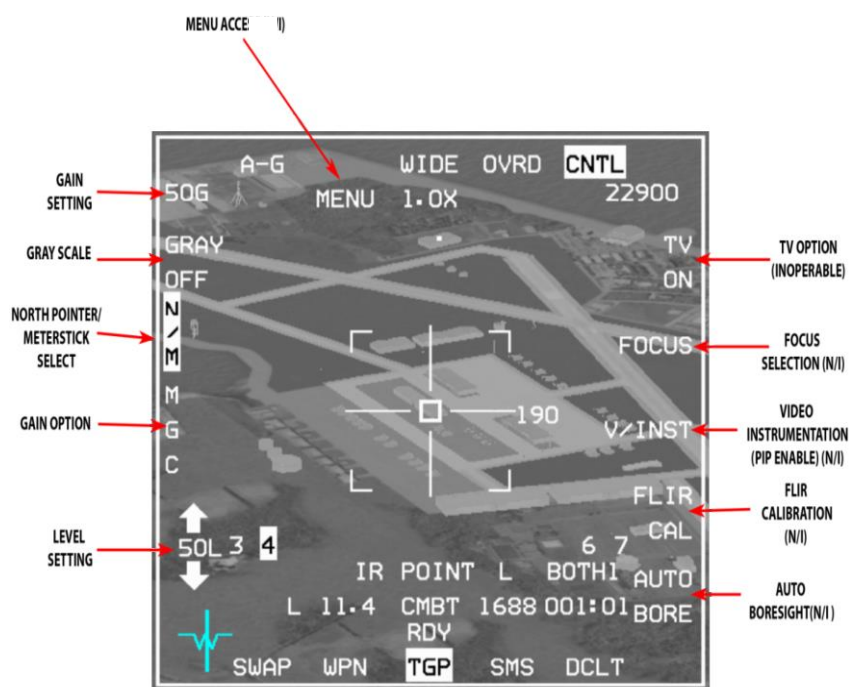 MENU ACCE
/I)
A-G WIDE OVRD CNTL
50G MENU 1.0X 22900
GAIN
SETTING
GRAY SCALE
GRAY
OFF
TV
ON
TV OPTION
(INOPERABLE)
NORTH POINTER/
METERSTICK
SELECT
N
/
M
FOCUS
FOCUS
SELECTION (N/I)
GAIN OPTION
M
G
C
190
V/INST
VIDEO
INSTRUMENTATION
(PIP ENABLE) (N/I)
FLIR
CAL
FLIR
CALIBRATION
(N/I)
LEVEL
SETTING
50L 3 4 6 7
IR POINT L BOTH1
AUTO
BORE
AUTO
BORESIGHT(N/I )
L 11.4 CMBT 1688 001:01
RDY
SWAP WPN TGP SMS DCLT